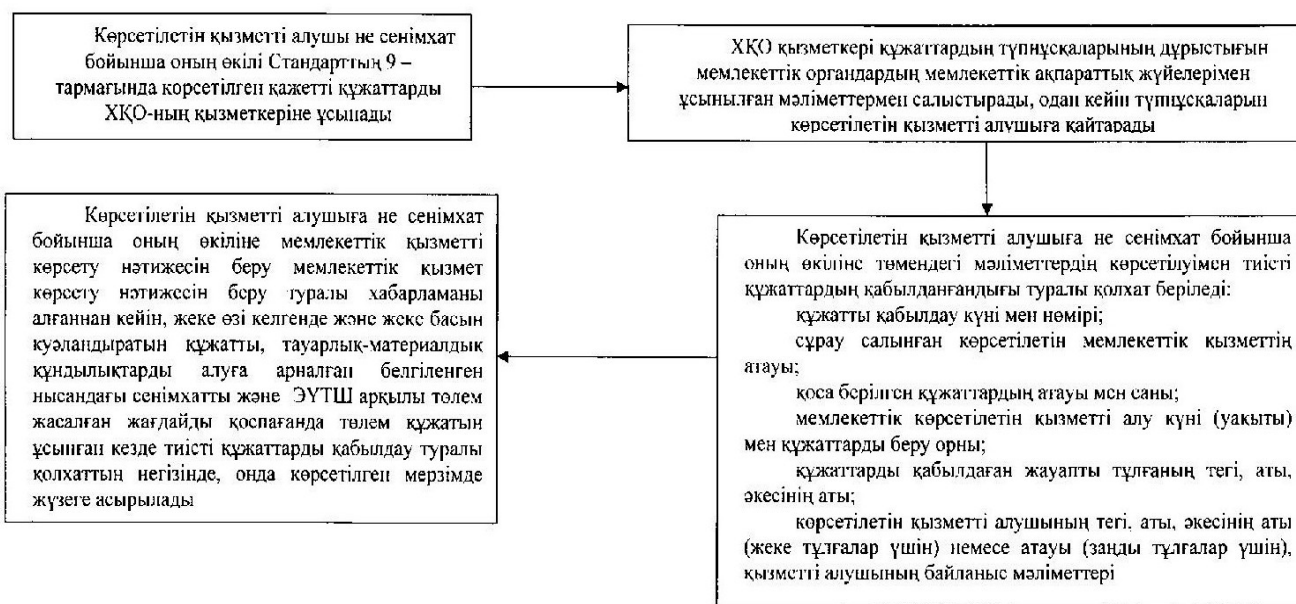 Көрсетілетін қызметті алушы не сенімхат
бойынша оның өкілі Стандарттың 9 –
тармағында корсетілген қажетті құжаттарды
ХҚО-ның қызметкеріне ұсынады
ХҚО қызметкері құжаттардың түпнұсқаларының дұрыстығын
мемлекеттік органдардың мемлекеттік ақпараттық жүйелерімен
ұсынылған мәліметтермен салыстырады, одан кейін түпнұсқаларын
көрсетілетін қызметті алушыға қайтарады
Көрсетілетін қызметті алушыға не сенімхат бойынша
оның өкіліне төмендегі мәліметтердің көрсетілуімен тиісті
құжаттардың қабылданғандығы туралы қолхат беріледі:
құжатты қабылдау күні мен нөмірі;
сұрау салынған көрсетілетін мемлекеттік қызметтің
атауы;
қоса берілген құжаттардың атауы мен саны;
мемлекеттік көрсетілетін қызметті алу күні (уақыты)
мен құжаттарды беру орны;
құжаттарды қабылдаған жауапты тұлғаның тегі, аты,
әкесінің аты;
көрсетілетін қызметті алушының тегі, аты, әкесінің аты
(жеке тұлғалар үшін) немесе атауы (заңды тұлғалар үшін),
қызметті алушының байланыс мәліметтері
Көрсетілетін қызметті алушыға не сенімхат
бойынша оның өкіліне мемлекеттік қызметті
көрсету нәтижесін беру мемлекеттік қызмет
көрсету нәтижесін беру туралы хабарламаны
алғаннан кейін, жеке өзі келгенде және жеке басын
куәландыратын құжатты, тауарлық-материалдық
құндылықтарды алуға арналған белгіленген
нысандағы сенімхатты және ЭҮТШ арқылы төлем
жасалған жағдайды қоспағанда төлем құжатын
ұсынған кезде тиісті құжаттарды қабылдау туралы
қолхаттың негізінде, онда көрсетілген мерзімде
жүзеге асырылады